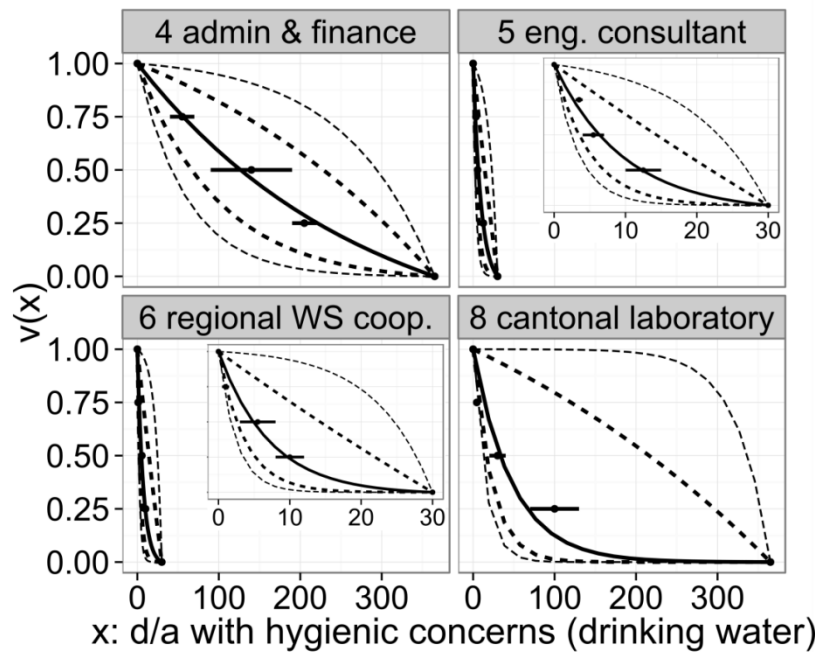 4 admin & finance
5 eng. consultant
1.00
0.75
0.50
0.25
0.00
0 10 20 30
6 regional WS coop.
8 cantonal laboratory
1.00
0.75
0.50
0.25
0.00
0 10 20 30
0 100 200 300
0 100 200 300
v(x)
x: d/a with hygienic concerns (drinking water)